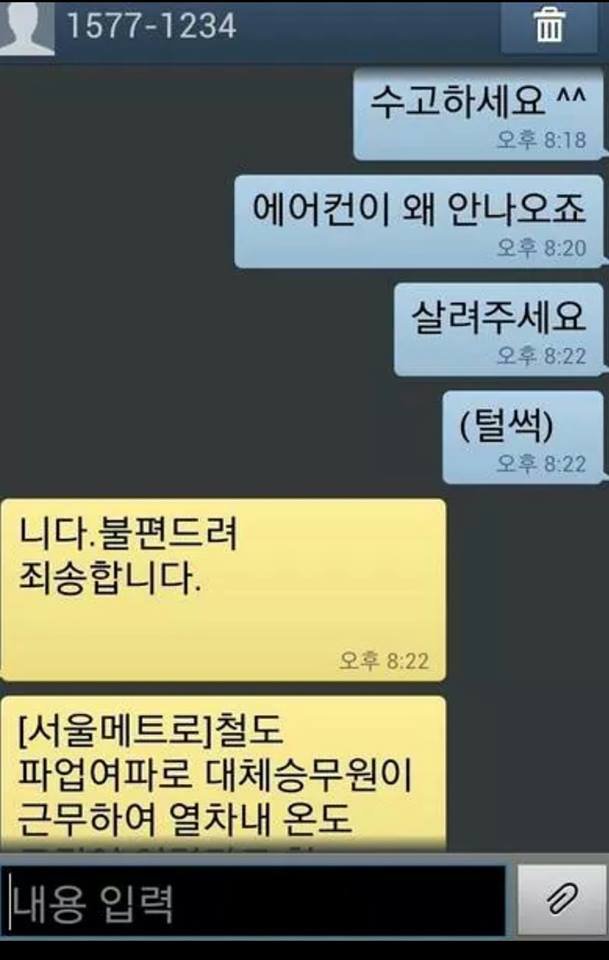 1577-1234
수고하세요 ^^
오후 8:18
에어컨이 왜 안나오죠
오후 8:20
살려주세요
오후 8:22
(털썩)
오후 8:22
니다.불편드려
죄송합니다.
오후 8:22
[서울메트로]철도
파업여파로 대체승무원이
근무하여 열차내 온도
내용 입력